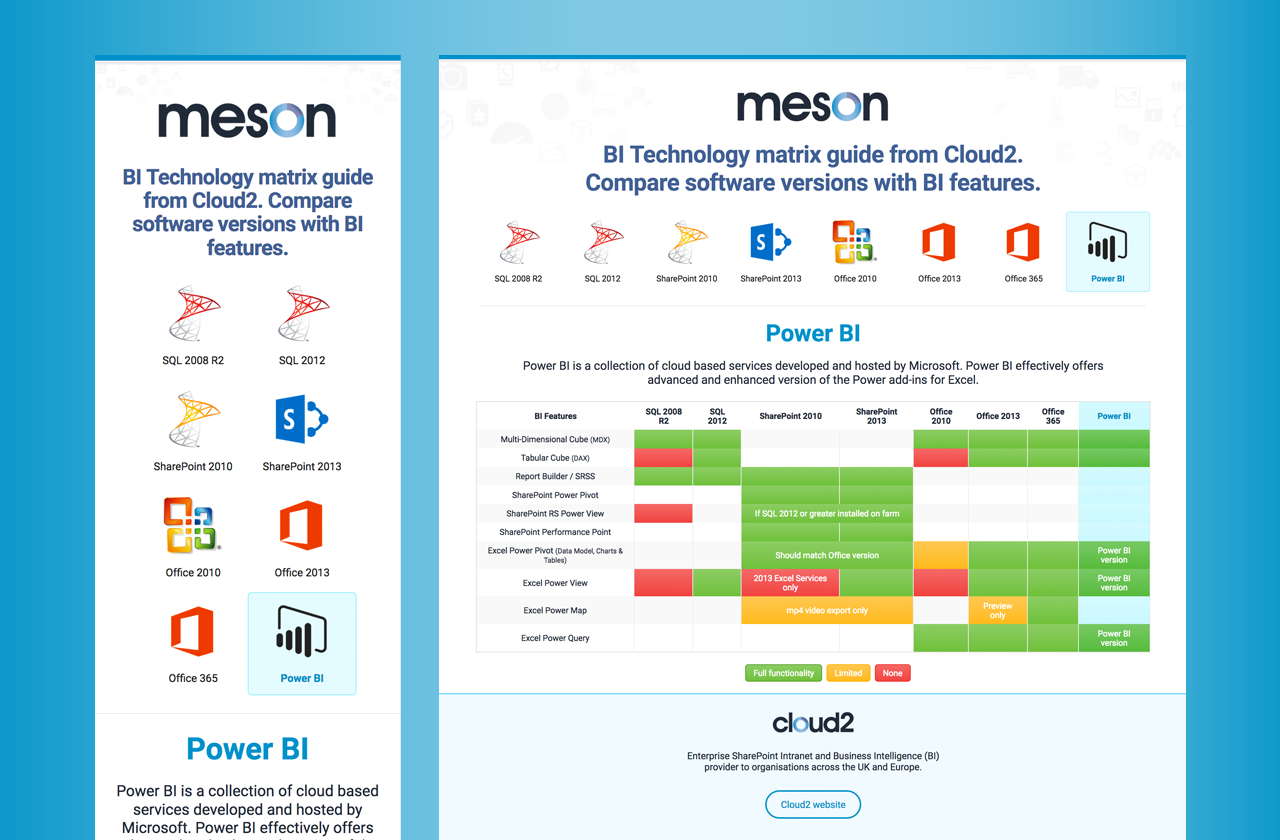 meson
BI Technology matrix guide
from Cloud2. Compare
software versions with BI
features.
SQL 2008 R2
SQL 2012
SharePoint 2010
SharePoint 2013
Office 2010
Office 2013
Office 365
Power BI
Power BI
Power BI is a collection of cloud based
services developed and hosted by
Microsoft. Power BI effectively offers
meson
BI Technology matrix guide from Cloud2.
Compare software versions with BI features.
SQL 2008 R2
SQL 2012
SharePoint 2010
SharePoint 2013
Office 2010
Office 2013
Office 365
Power BI
Power BI
Power BI is a collection of cloud based services developed and hosted by Microsoft. Power BI effectively offers
advanced and enhanced version of the Power add-ins for Excel.
BI Features
SQL 2008
R2
SQL
2012
SharePoint 2010
SharePoint
2013
Office
2010
Office 2013
Office
365
Power BI
Multi-Dimensional Cube (MDX)
Tabular Cube (DAX)
Report Builder / SRSS
SharePoint Power Pivot
SharePoint RS Power View
If SQL 2012 or greater installed on farm
SharePoint Performance Point
Excel Power Pivot (Data Model, Charts &
Tables)
Should match Office version
Power BI
version
Excel Power View
2013 Excel Services
only
Power BI
version
Excel Power Map
mp4 video export only
Preview
only
Excel Power Query
Power BI
version
Full functionality
Limited
None
cloud2
Enterprise SharePoint Intranet and Business Intelligence (BI)
provider to organisations across the UK and Europe.
Cloud2 website